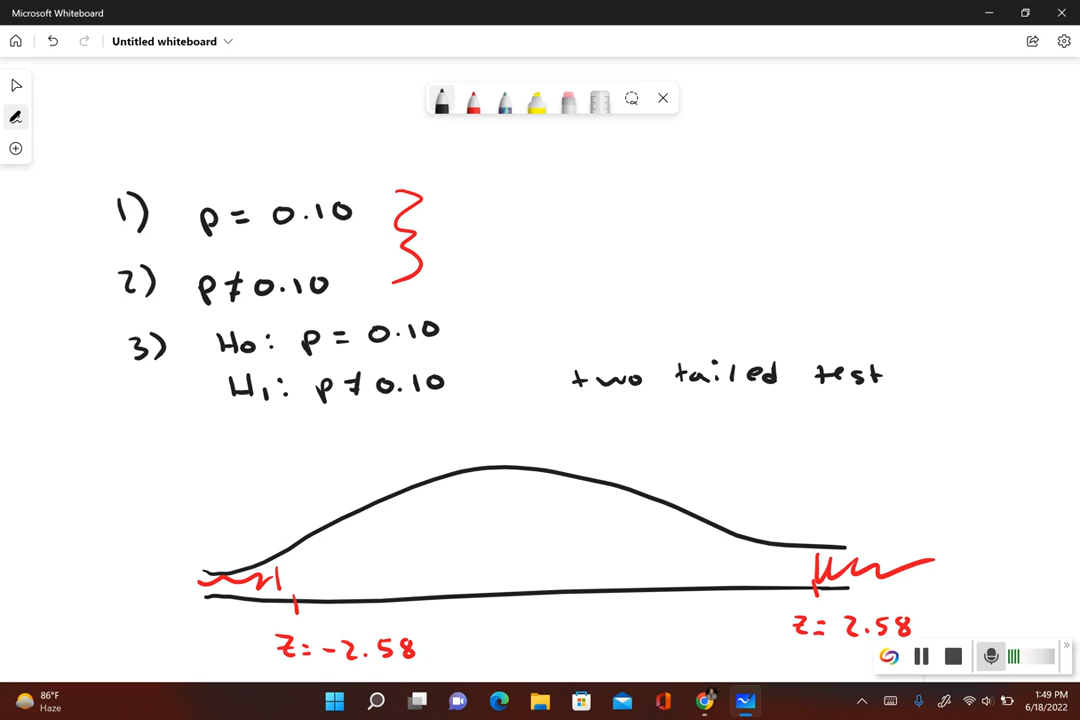 Microsoft Whiteboard
Untitled whiteboard
1) p = 0.10
2) p ≠ 0.10
3) H0: p = 0.10
H1: p ≠ 0.10 two tailed test
z = -2.58
z = 2.58
86°F
Haze
1:49 PM
6/18/2022